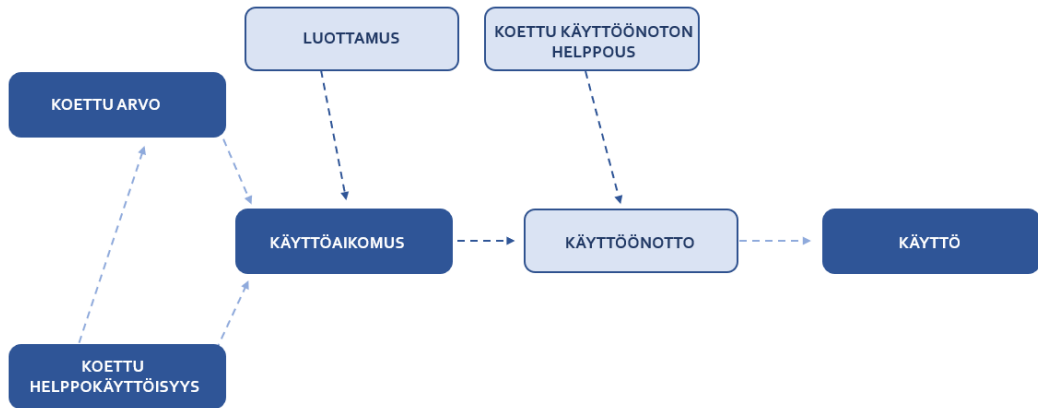 LUOTTAMUS
KOETTU KÄYTTÖÖNOTON
HELPPOUS
KOETTU ARVO
KÄYTTÖAIKOMUS
KÄYTTÖÖNOTTO
KÄYTTÖ
KOETTU
HELPPOKÄYTTÖISYYS